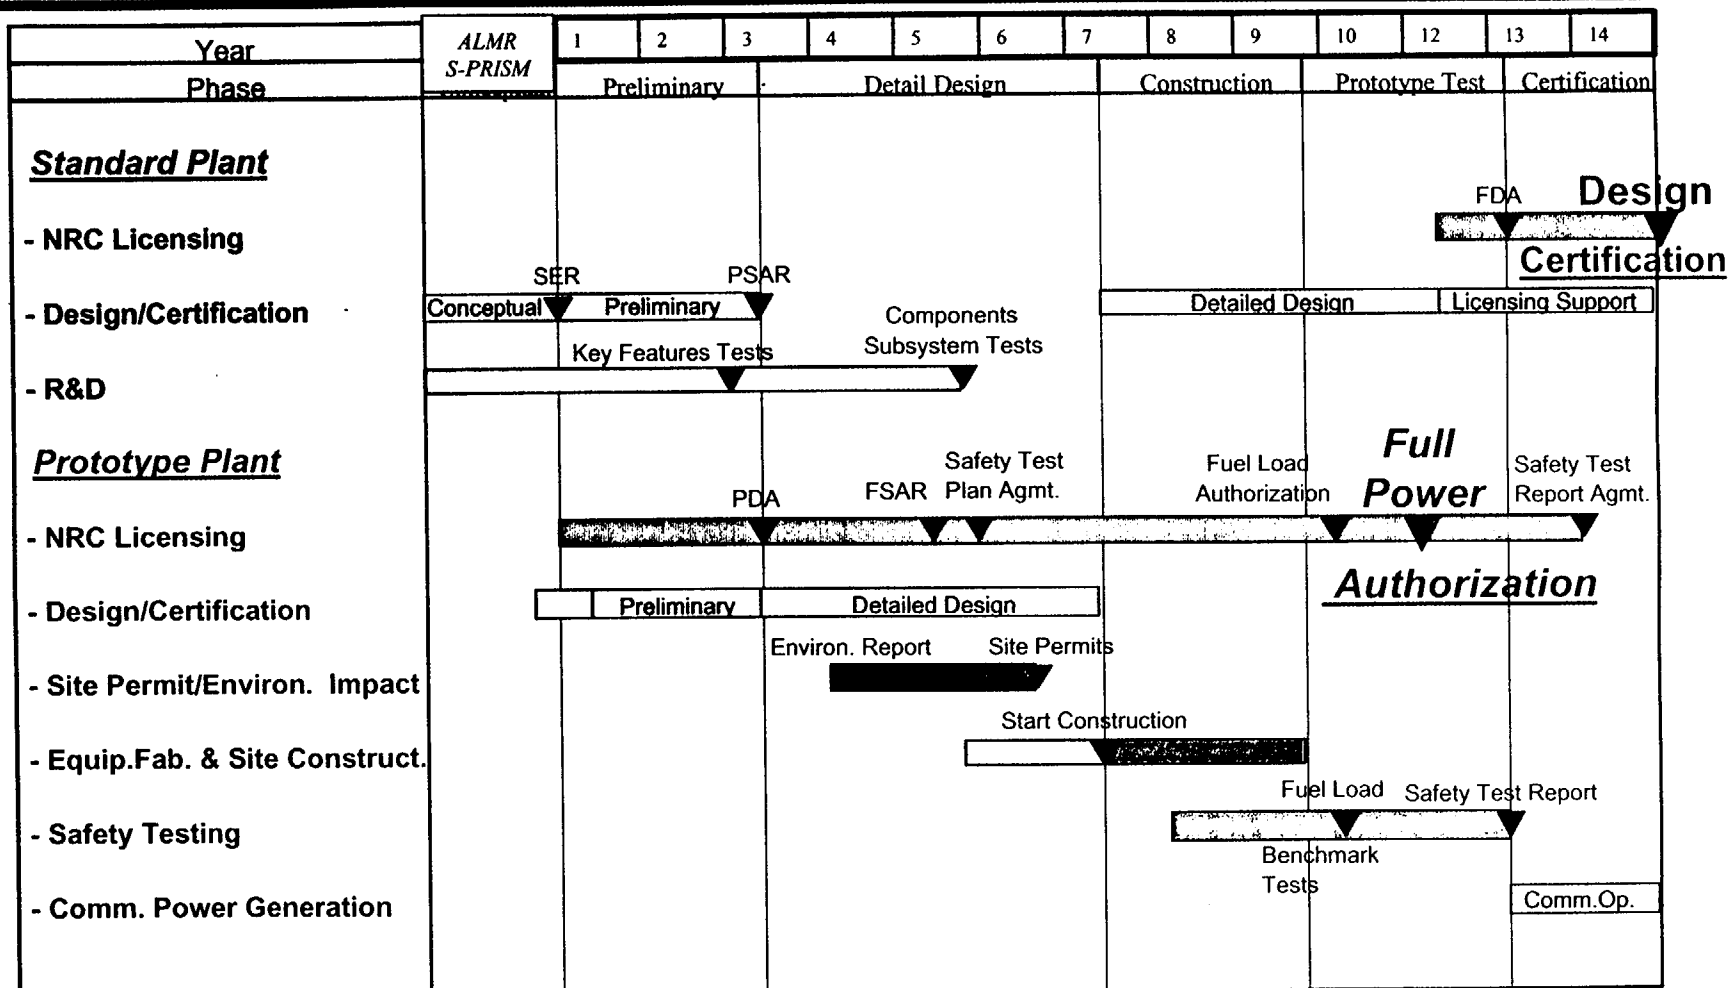 Year
ALMR
S-PRISM
1 2 3 4 5 6 7 8 9 10 12 13 14
Phase
Preliminary Detail Design Construction Prototype Test Certification
Standard Plant
FDA Design
- NRC Licensing
Certification
SER PSAR
- Design/Certification
Conceptual Preliminary Detailed Design Licensing Support
Components
Key Features Tests Subsystem Tests
- R&D
Prototype Plant
Full
Safety Test Fuel Load Safety Test
PDA FSAR Plan Agmt. Authorization Power Report Agmt.
- NRC Licensing
Authorization
- Design/Certification
Preliminary Detailed Design
Environ. Report Site Permits
- Site Permit/Environ. Impact
Start Construction
- Equip.Fab. & Site Construct.
Fuel Load Safety Test Report
- Safety Testing
Benchmark
Tests
- Comm. Power Generation
Comm.Op.